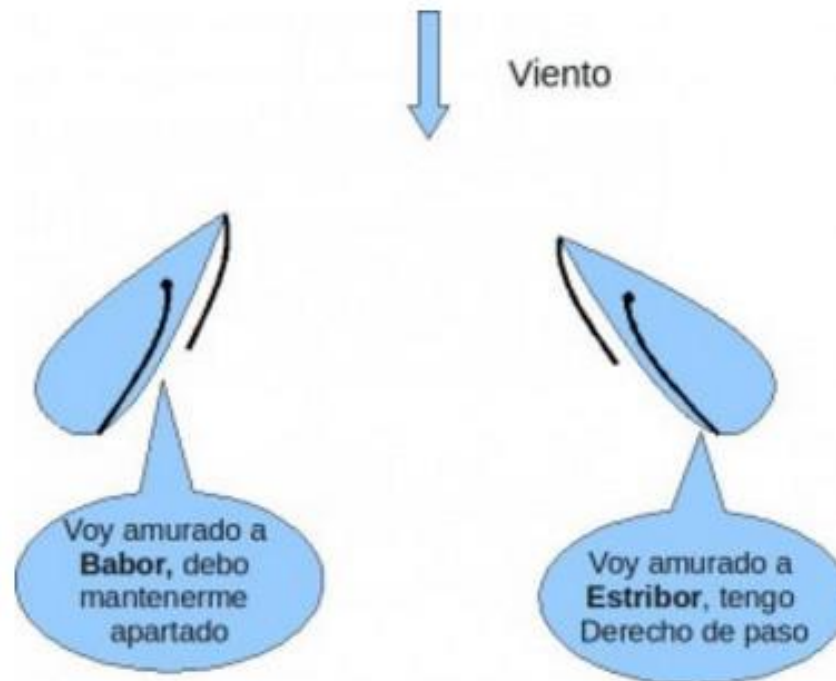 Viento
Voy amurado a
Babor, debo
mantenerme
apartado
Voy amurado a
Estribor, tengo
Derecho de paso